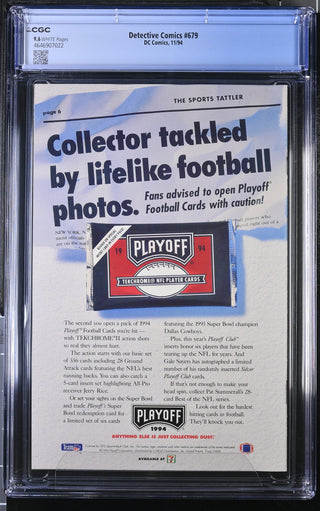 CGC
9.6 WHITE Pages
4646907022
Detective Comics #679
DC Comics, 11/94
page 6
THE SPORTS TATTLER
Collector tackled
by lifelike football
photos.
Fans advised to open Playoff
Football Cards with caution!
NEW YORK, N
PLAYOFF
19 94
TEKCHROME™ NFL PLAYER CARDS
The second you open a pack of 1994
Playoff™ Football Cards you're hit —
with TEKCHROME™ action shots
so real they almost hurt.
The action starts with our basic set
of 336 cards including 28 Ground
Attack cards featuring the NFL's best
running backs. You can also catch a
5-card insert set highlighting All-Pro
receiver Jerry Rice.
Or set your sights on the Super Bowl
and trade Playoff's Super
Bowl redemption card for
a limited set of six cards
featuring the 1993 Super Bowl champion
Dallas Cowboys.
Plus, this year's Playoff Club™
inserts honor six players that have been
tearing up the NFL for years. And
Gale Sayers has autographed a limited
number of his randomly inserted Silver
Playoff Club cards.
If that's not enough to make your
head spin, collect Pat Summerall's 28-
card Best of the NFL series.
Look out for the hardest
hitting cards in football.
They'll knock you out.
PLAYOFF
1994
ANYTHING ELSE IS JUST COLLECTING DUST.
AVAILABLE AT